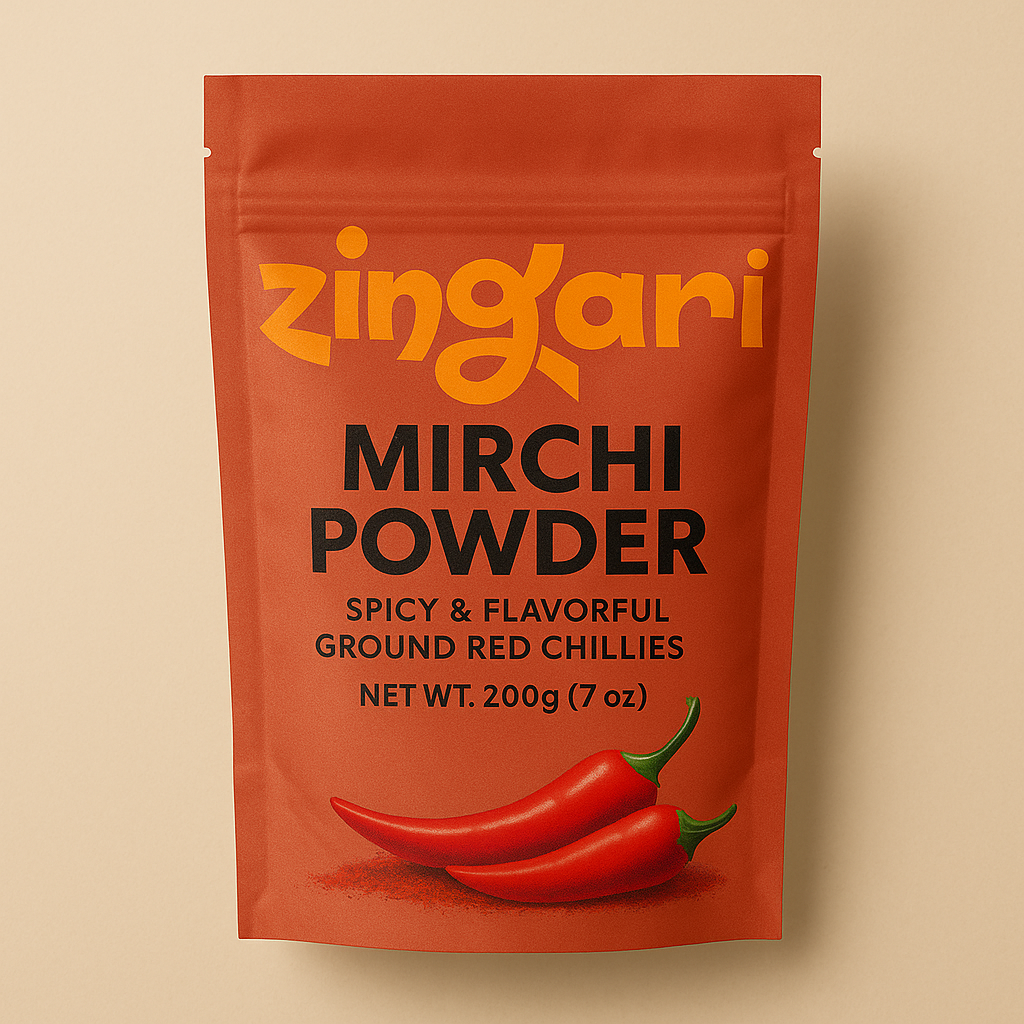 zingari
MIRCHI
POWDER
SPICY & FLAVORFUL
GROUND RED CHILLIES
NET WT. 200g (7 oz)